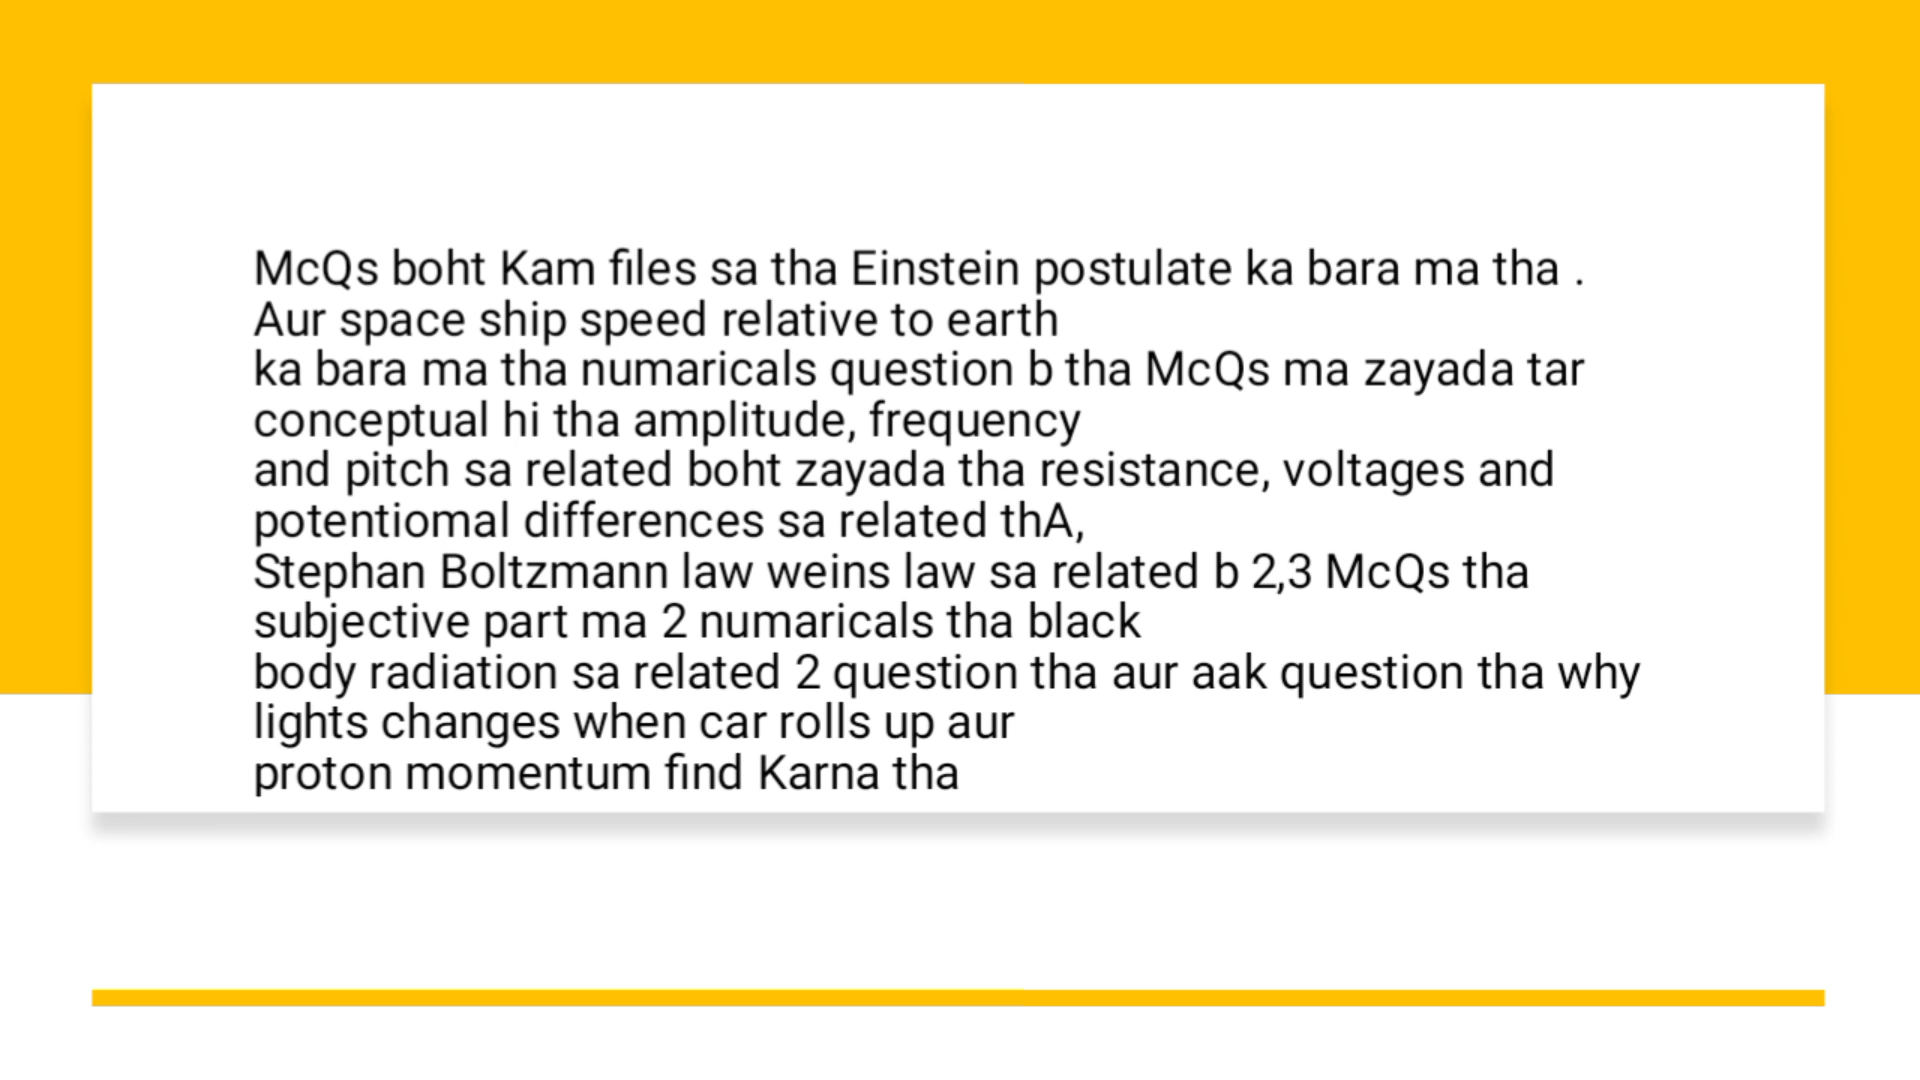 McQs boht Kam files sa tha Einstein postulate ka bara ma tha .
Aur space ship speed relative to earth
ka bara ma tha numaricals question b tha McQs ma zayada tar
conceptual hi tha amplitude, frequency
and pitch sa related boht zayada tha resistance, voltages and
potentiomal differences sa related thA,
Stephan Boltzmann law weins law sa related b 2,3 McQs tha
subjective part ma 2 numaricals tha black
body radiation sa related 2 question tha aur aak question tha why
lights changes when car rolls up aur
proton momentum find Karna tha